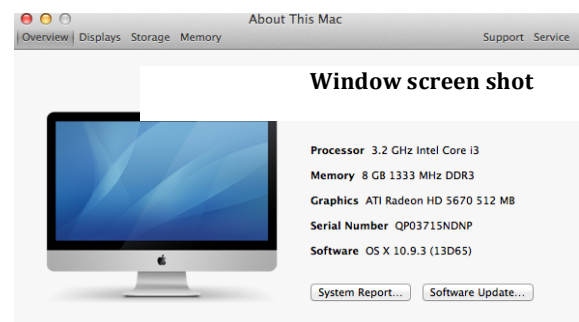 About This Mac
Overview Displays Storage Memory Support Service
Window screen shot
Processor 3.2 GHz Intel Core i3
Memory 8 GB 1333 MHz DDR3
Graphics ATI Radeon HD 5670 512 MB
Serial Number QP03715NDNP
Software OS X 10.9.3 (13D65)
System Report... Software Update...